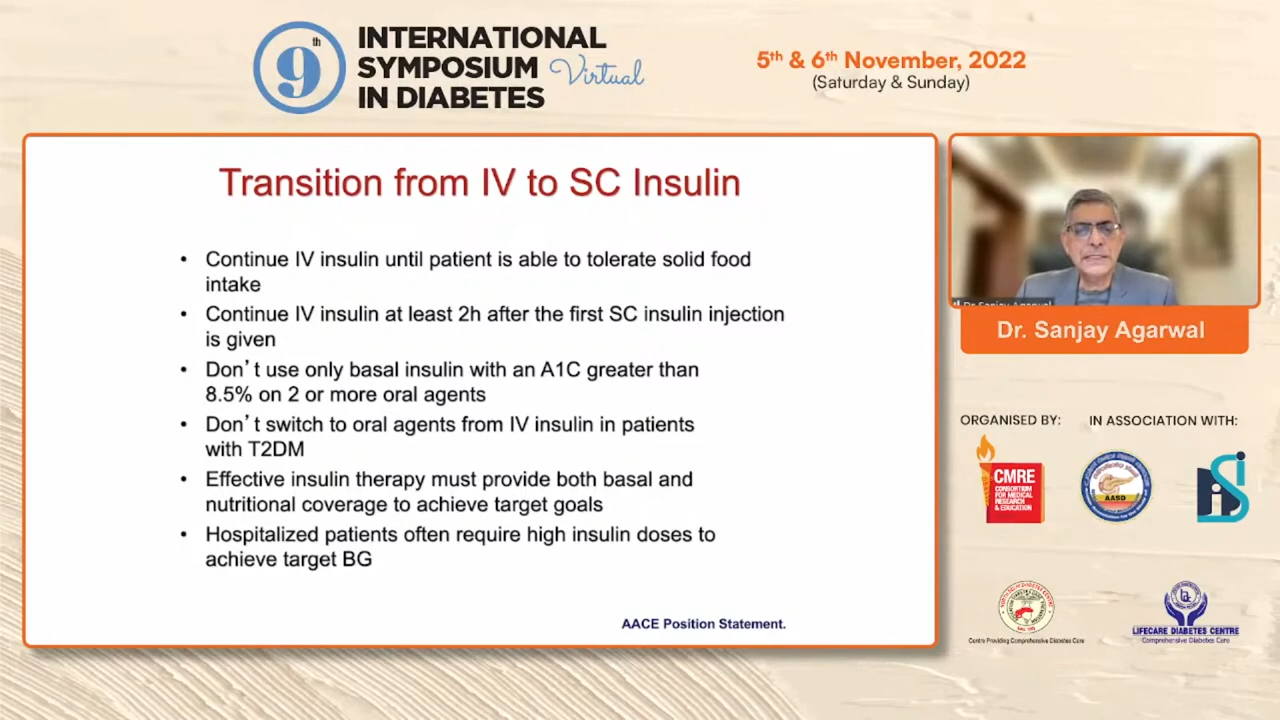 9th
INTERNATIONAL
SYMPOSIUM Virtual
IN DIABETES
5th & 6th November, 2022
(Saturday & Sunday)
Transition from IV to SC Insulin
• Continue IV insulin until patient is able to tolerate solid food
intake
• Continue IV insulin at least 2h after the first SC insulin injection
is given
• Don't use only basal insulin with an A1C greater than
8.5% on 2 or more oral agents
• Don't switch to oral agents from IV insulin in patients
with T2DM
• Effective insulin therapy must provide both basal and
nutritional coverage to achieve target goals
• Hospitalized patients often require high insulin doses to
achieve target BG
AACE Position Statement.
Dr Sanjay Agarwal
Dr. Sanjay Agarwal
ORGANISED BY:
IN ASSOCIATION WITH:
CMRE
CONSORTIUM
FOR MEDICAL
RESEARCH
& EDUCATION
AASD
Centre Providing Comprehensive Diabetes Care
LIFECARE DIABETES CENTRE
Comprehensive Diabetes Care